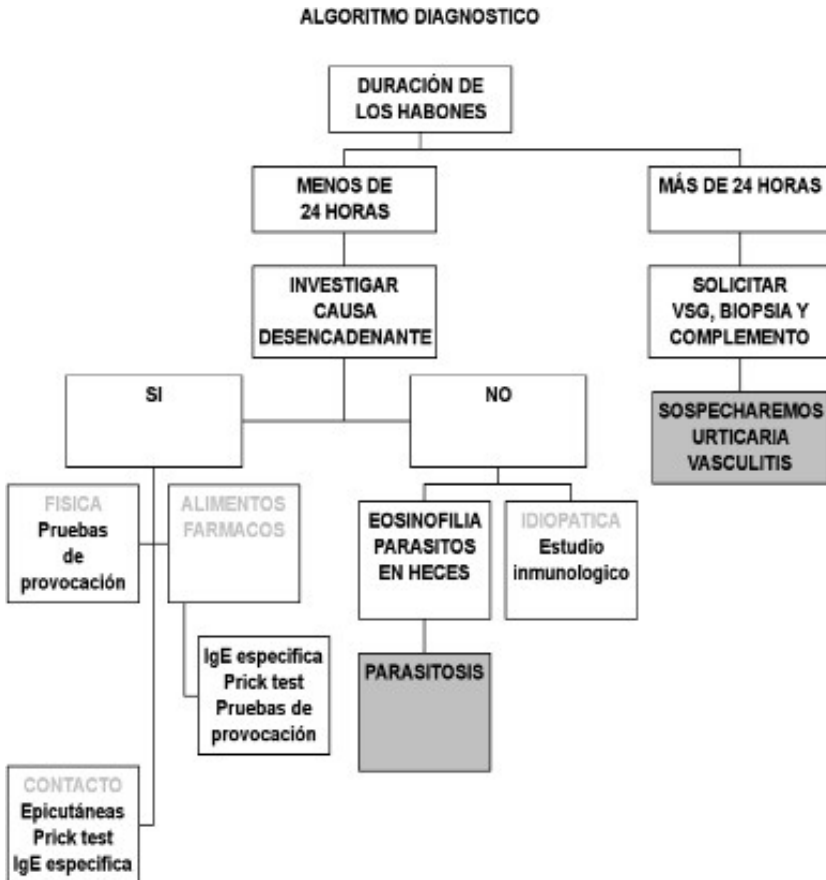 ALGORITMO DIAGNOSTICO
DURACIÓN DE
LOS HABONES
MENOS DE
24 HORAS
MÁS DE 24 HORAS
INVESTIGAR
CAUSA
DESENCADENANTE
SOLICITAR
VSG, BIOPSIA Y
COMPLEMENTO
SI
NO
SOSPECHAREMOS
URTICARIA
VASCULITIS
FISICA
Pruebas
de
provocación
ALIMENTOS
FARMACOS
EOSINOFILIA
PARASITOS
EN HECES
IDIOPATICA
Estudio
inmunologico
IgE especifica
Prick test
Pruebas de
provocación
PARASITOSIS
CONTACTO
Epicutáneas
Prick test
IgE especifica